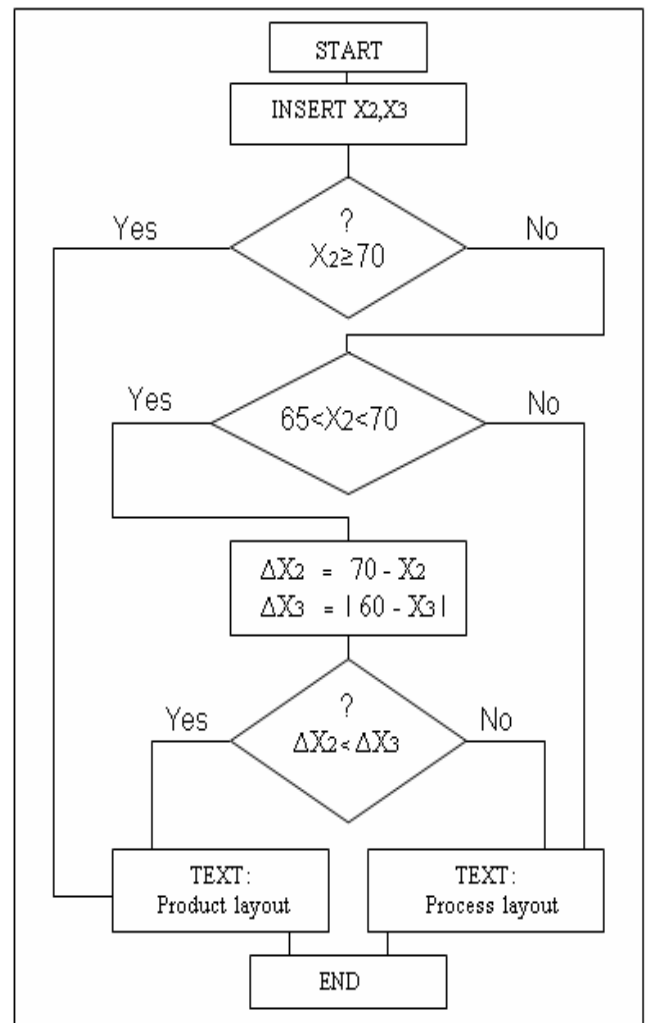 START
INSERT X2,X3
?
X2≥70
Yes
No
65<X2<70
Yes
No
ΔX2 = 70 - X2
ΔX3 = | 60 - X3 |
?
ΔX2<ΔX3
Yes
No
TEXT:
Product layout
TEXT:
Process layout
END